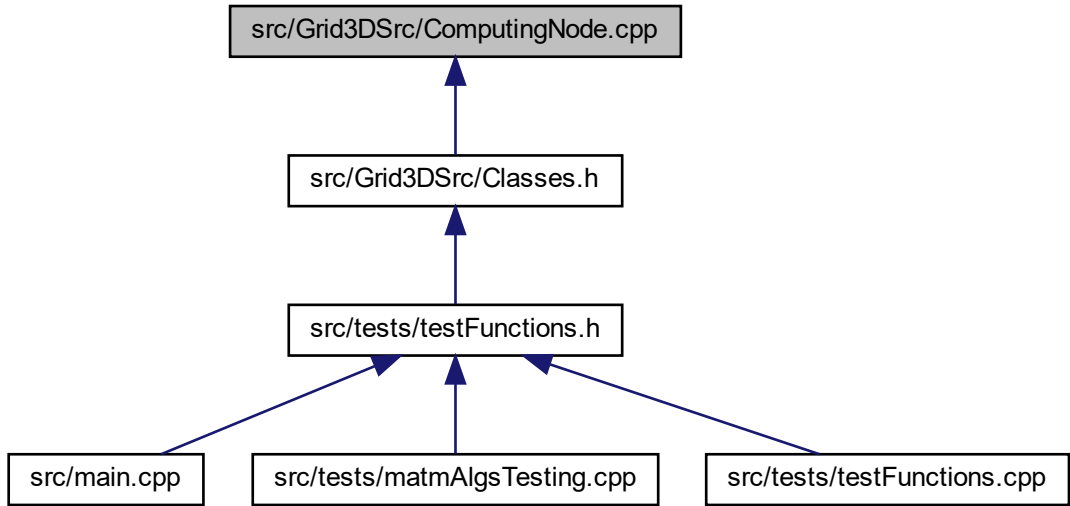 src/Grid3DSrc/ComputingNode.cpp
src/Grid3DSrc/Classes.h
src/tests/testFunctions.h
src/main.cpp
src/tests/matmAlgsTesting.cpp
src/tests/testFunctions.cpp